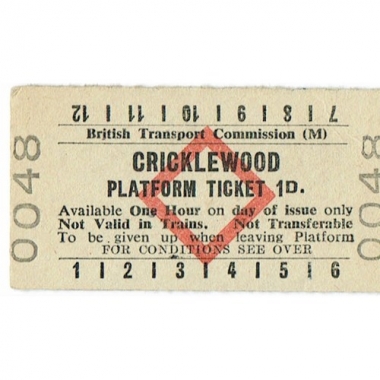 12 | 11 | 10 | 9 | 8 | 7
British Transport Commission (M)
CRICKLEWOOD
PLATFORM TICKET 1D.
Available One Hour on day of issue only
Not Valid in Trains. Not Transferable
To be given up when leaving Platform
FOR CONDITIONS SEE OVER
1 | 2 | 3 | 4 | 5 | 6
0048
0048